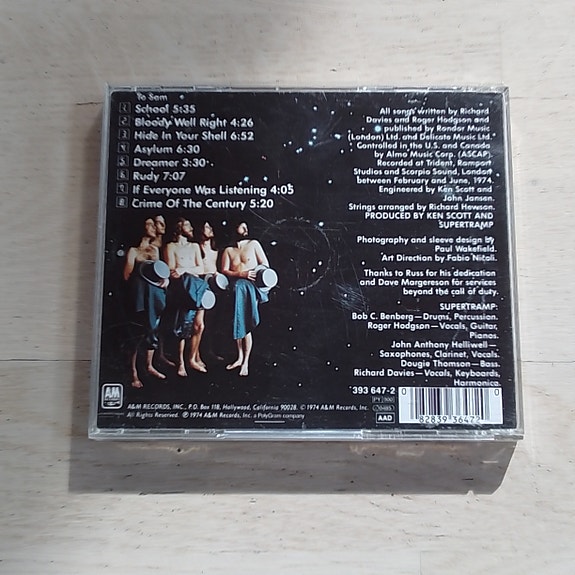 To Sam
1 School 5:35
2 Bloody Well Right 4:26
3 Hide In Your Shell 6:52
4 Asylum 6:30
5 Dreamer 3:30
6 Rudy 7:07
7 If Everyone Was Listening 4:05
8 Crime Of The Century 5:20
All songs written by Richard
Davies and Roger Hodgson and
published by Rondor Music
(London) Ltd. and Delicate Music Ltd.
Controlled in the U.S. and Canada
by Almo Music Corp. (ASCAP).
Recorded at Trident, Ramport
Studios and Scorpio Sound, London
between February and June, 1974.
Engineered by Ken Scott and
John Jansen.
Strings arranged by Richard Hewson.
PRODUCED BY KEN SCOTT AND
SUPERTRAMP
Photography and sleeve design by
Paul Wakefield.
Art Direction by Fabio Nicoli.
Thanks to Russ for his dedication
and Dave Margereson for services
beyond the call of duty.
SUPERTRAMP:
Bob C. Benberg—Drums, Percussion.
Roger Hodgson—Vocals, Guitar,
Pianos.
John Anthony Helliwell—
Saxophones, Clarinet, Vocals.
Dougie Thomson—Bass.
Richard Davies—Vocals, Keyboards,
Harmonica.
393 647-2
AAD
0 82839 36472 0
A&M
RECORDS
A&M RECORDS, INC., P.O. Box 118, Hollywood, California 90028. © 1974 A&M Records, Inc.
All Rights Reserved. ℗ 1974 A&M Records, Inc. a PolyGram company